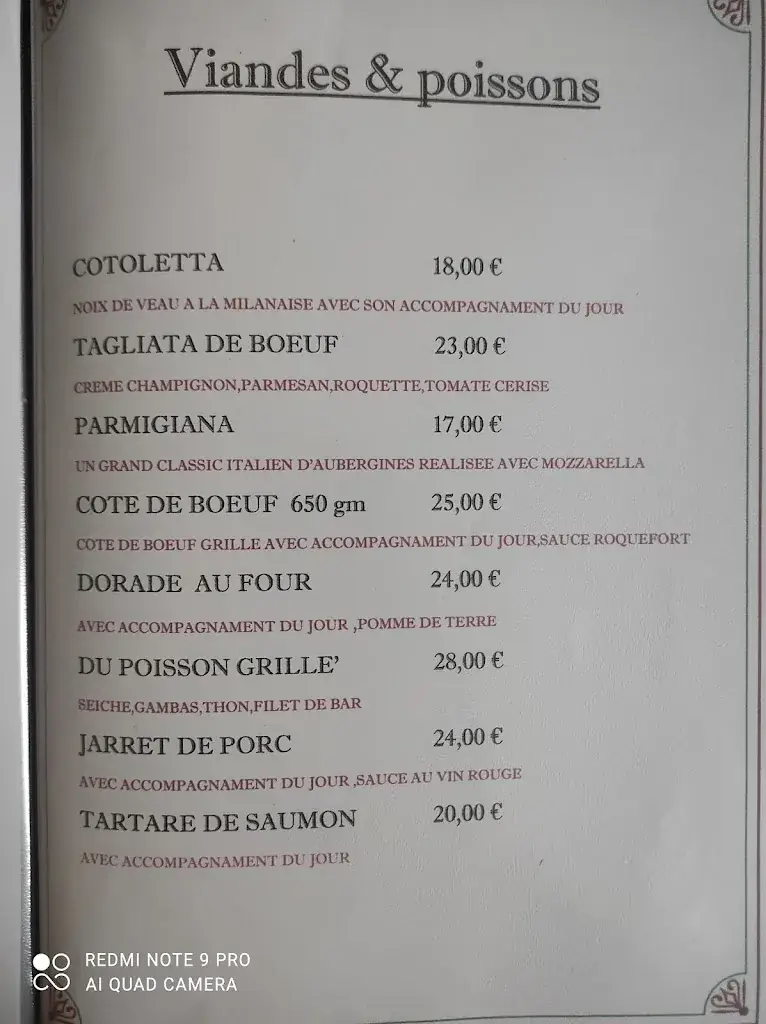 Viandes & poissons
COTOLETTA 18,00 €
NOIX DE VEAU A LA MILANAISE AVEC SON ACCOMPAGNAMENT DU JOUR
TAGLIATA DE BOEUF 23,00 €
CREME CHAMPIGNON,PARMESAN,ROQUETTE,TOMATE CERISE
PARMIGIANA 17,00 €
UN GRAND CLASSIC ITALIEN D'AUBERGINES REALISEE AVEC MOZZARELLA
COTE DE BOEUF 650 gm 25,00 €
COTE DE BOEUF GRILLE AVEC ACCOMPAGNAMENT DU JOUR,SAUCE ROQUEFORT
DORADE AU FOUR 24,00 €
AVEC ACCOMPAGNAMENT DU JOUR ,POMME DE TERRE
DU POISSON GRILLE' 28,00 €
SEICHE,GAMBAS,THON,FILET DE BAR
JARRET DE PORC 24,00 €
AVEC ACCOMPAGNAMENT DU JOUR ,SAUCE AU VIN ROUGE
TARTARE DE SAUMON 20,00 €
AVEC ACCOMPAGNAMENT DU JOUR
REDMI NOTE 9 PRO
AI QUAD CAMERA